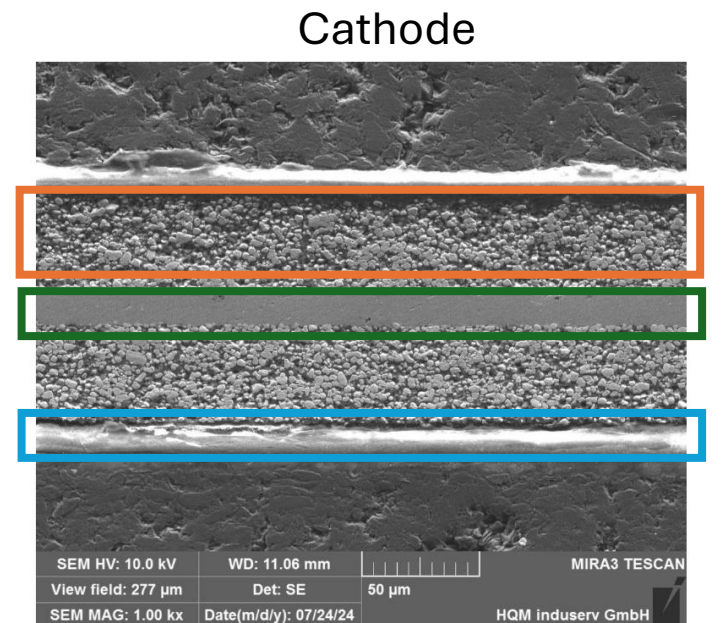 Cathode
SEM HV: 10.0 kV
WD: 11.06 mm
MIRA3 TESCAN
View field: 277 µm
Det: SE
50 µm
SEM MAG: 1.00 kx
Date(m/d/y): 07/24/24
HQM induserv GmbH